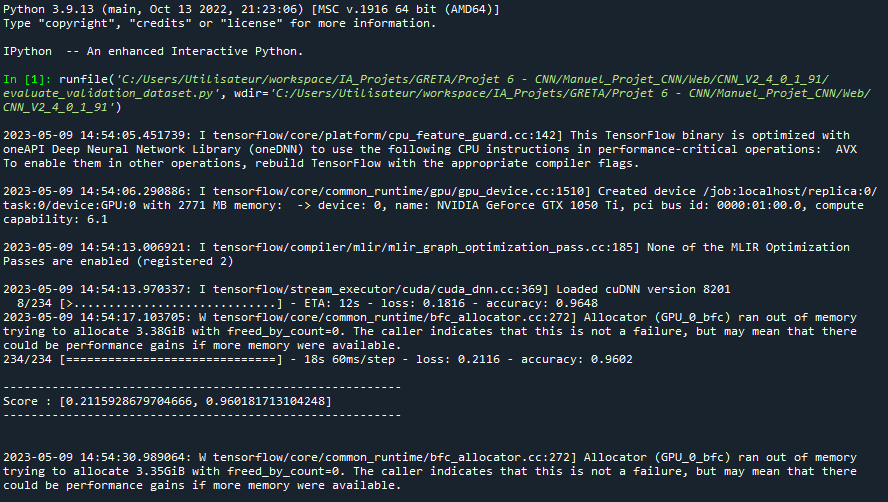 Python 3.9.13 (main, Oct 13 2022, 21:23:06) [MSC v.1916 64 bit (AMD64)]
Type "copyright", "credits" or "license" for more information.
IPython  -- An enhanced Interactive Python.
In [1]: runfile('C:/Users/Utilisateur/workspace/IA_Projets/GRETA/Projet 6 - CNN/Manuel_Projet_CNN/Web/CNN_V2_4_0_1_91/
evaluate_validation_dataset.py', wdir='C:/Users/Utilisateur/workspace/IA_Projets/GRETA/Projet 6 - CNN/Manuel_Projet_CNN/Web/
CNN_V2_4_0_1_91')
2023-05-09 14:54:05.451739: I tensorflow/core/platform/cpu_feature_guard.cc:142] This TensorFlow binary is optimized with
oneAPI Deep Neural Network Library (oneDNN) to use the following CPU instructions in performance-critical operations:  AVX
To enable them in other operations, rebuild TensorFlow with the appropriate compiler flags.
2023-05-09 14:54:06.290886: I tensorflow/core/common_runtime/gpu/gpu_device.cc:1510] Created device /job:localhost/replica:0/
task:0/device:GPU:0 with 2771 MB memory:  -> device: 0, name: NVIDIA GeForce GTX 1050 Ti, pci bus id: 0000:01:00.0, compute
capability: 6.1
2023-05-09 14:54:13.006921: I tensorflow/compiler/mlir/mlir_graph_optimization_pass.cc:185] None of the MLIR Optimization
Passes are enabled (registered 2)
2023-05-09 14:54:13.970337: I tensorflow/stream_executor/cuda/cuda_dnn.cc:369] Loaded cuDNN version 8201
8/234 [>.............................] - ETA: 12s - loss: 0.1816 - accuracy: 0.9648
2023-05-09 14:54:17.103705: W tensorflow/core/common_runtime/bfc_allocator.cc:272] Allocator (GPU_0_bfc) ran out of memory
trying to allocate 3.38GiB with freed_by_count=0. The caller indicates that this is not a failure, but may mean that there
could be performance gains if more memory were available.
234/234 [==============================] - 18s 60ms/step - loss: 0.2116 - accuracy: 0.9602
-------------------------------------------------------
Score : [0.2115928679704666, 0.960181713104248]
-------------------------------------------------------
2023-05-09 14:54:30.989064: W tensorflow/core/common_runtime/bfc_allocator.cc:272] Allocator (GPU_0_bfc) ran out of memory
trying to allocate 3.35GiB with freed_by_count=0. The caller indicates that this is not a failure, but may mean that there
could be performance gains if more memory were available.